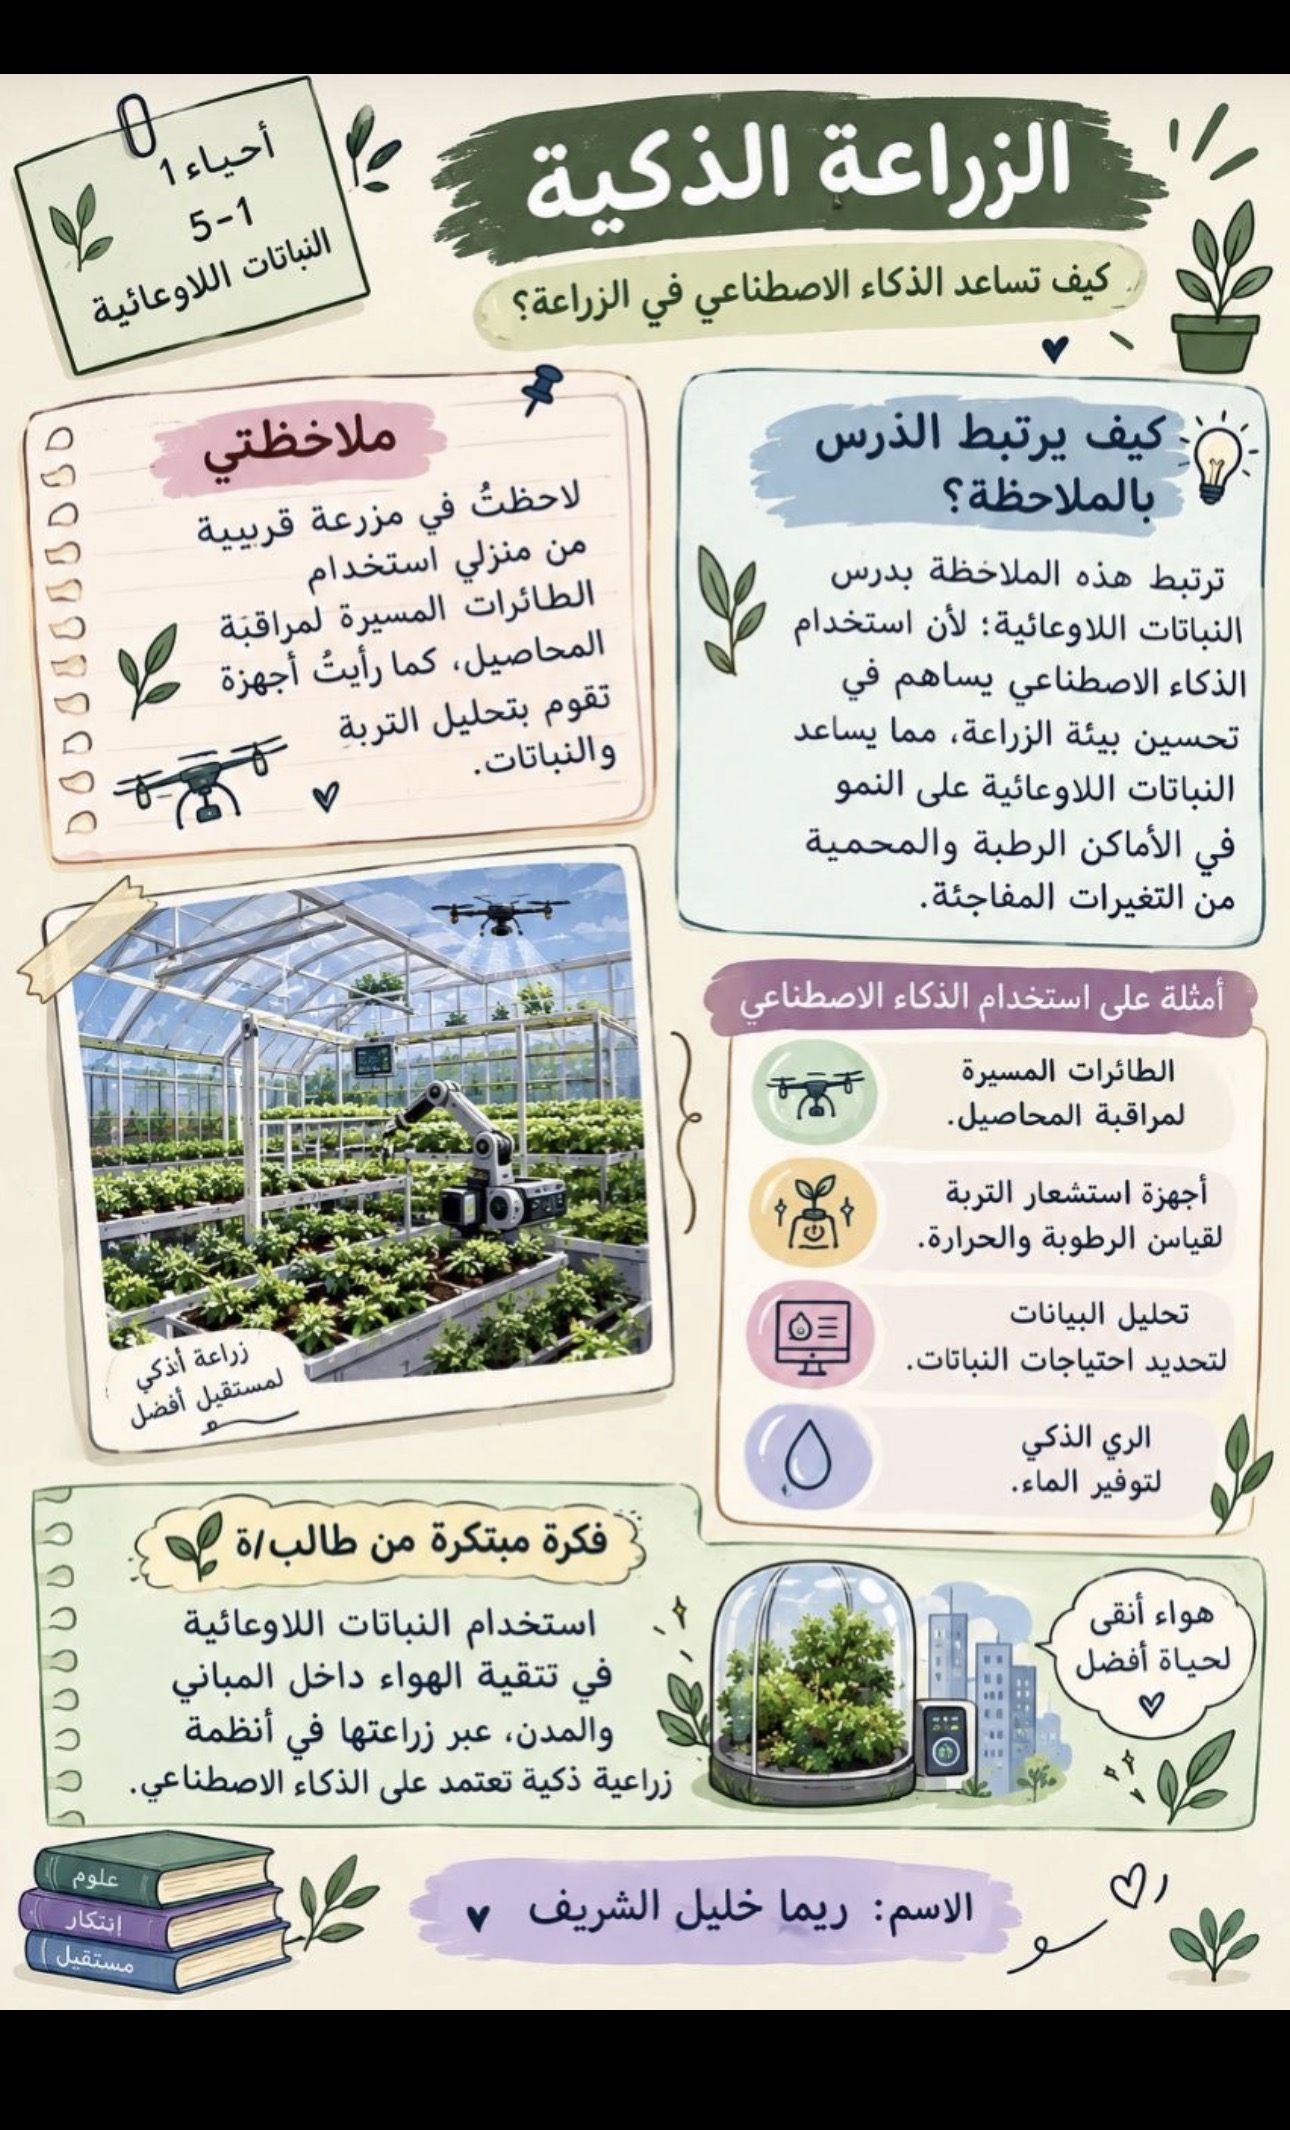 الزراعة الذكية
كيف تساعد الذكاء الاصطناعي في الزراعة؟
أحياء 1
5-1
النباتات اللاوعائية
كيف يرتبط الذرس
بالملاحظة؟
ترتبط هذه الملاخظة بدرس
النباتات اللاوعائية؛ لأن استخدام
الذكاء الاصطناعي يساهم في
تحسين بيئة الزراعة، مما يساعد
النباتات اللاوعائية على النمو
في الأماكن الرطبة والمحمية
من التغيرات المفاجئة.
ملاخظتي
لاحظتُ في مزرعة قريبية
من منزلي استخدام
الطائرات المسيرة لمراقبَة
المحاصيل، كما رأيتُ أجهزة
تقوم بتحليل التربة
والنباتات.
أمثلة على استخدام الذكاء الاصطناعي
الطائرات المسيرة
لمراقبة المحاصيل.
أجهزة استشعار التربة
لقياس الرطوبة والحرارة.
تحليل البيانات
لتحديد احتياجات النباتات.
الري الذكي
لتوفير الماء.
زراعة أذكي
لمستقيل أفضل
فكرة مبتكرة من طالب/ة
استخدام النباتات اللاوعائية
في تتقية الهواء داخل المباني
والمدن، عبر زراعتها في أنظمة
زراعية ذكية تعتمد على الذكاء الاصطناعي.
هواء أنقى
لحياة أفضل
الاسم: ريما خليل الشريف
علوم
إنتكار
مستقيل